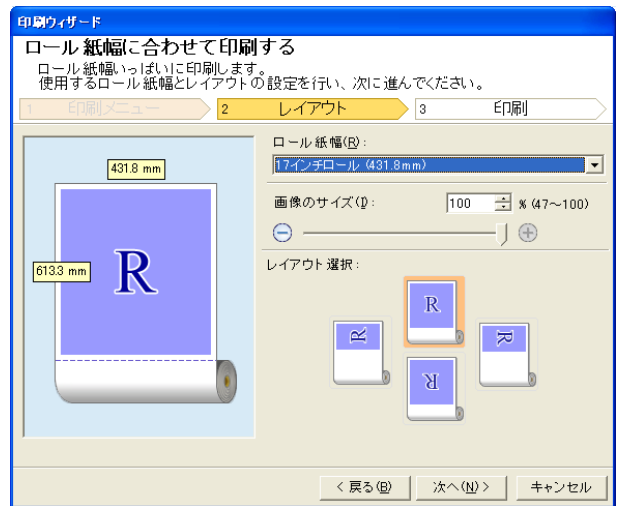 印刷ウィザード
ロール紙幅に合わせて印刷する
ロール紙幅いっぱいに印刷します。
使用するロール紙幅とレイアウトの設定を行い、次に進んでください。
1 印刷メニュー 2 レイアウト 3 印刷
ロール紙幅(R):
17インチロール (431.8mm)
431.8 mm
画像のサイズ(I): 100 % (47～100)
613.3 mm
R
レイアウト選択:
R
R
R
R
< 戻る(B) 次へ(N) > キャンセル